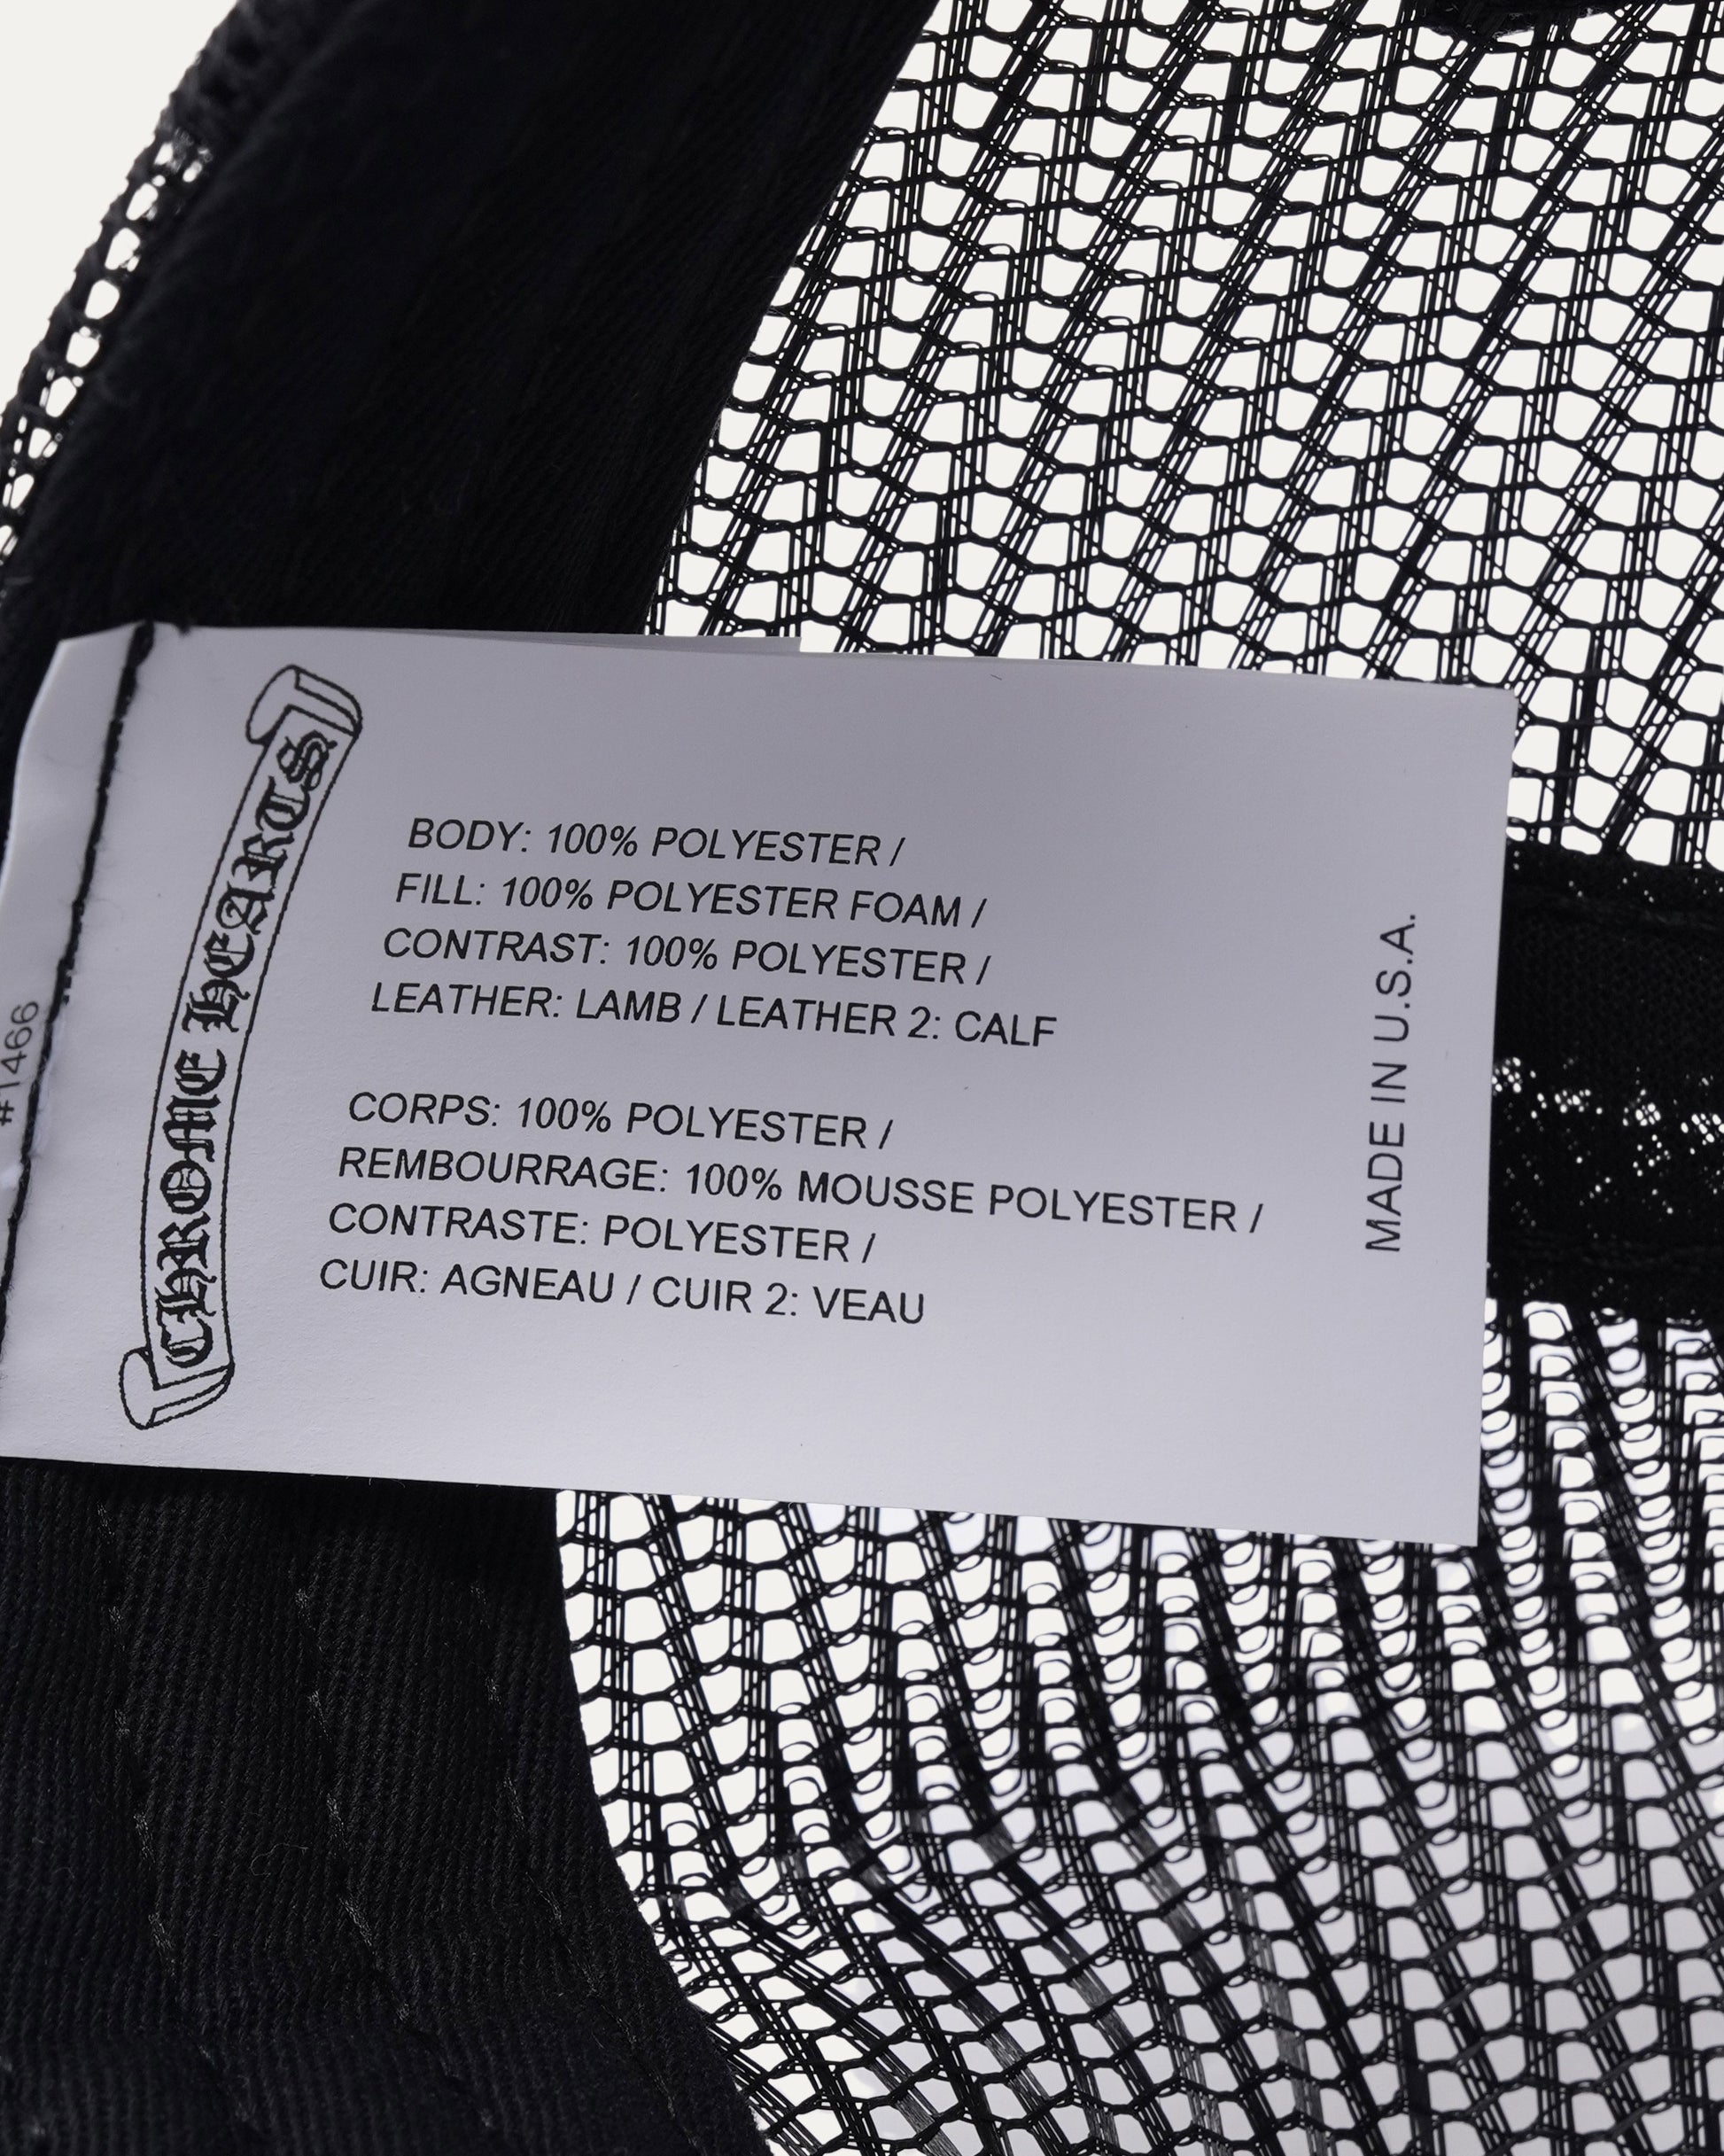 #1466
CHROME HEARTS
BODY: 100% POLYESTER /
FILL: 100% POLYESTER FOAM /
CONTRAST: 100% POLYESTER /
LEATHER: LAMB / LEATHER 2: CALF
CORPS: 100% POLYESTER /
REMBOURRAGE: 100% MOUSSE POLYESTER /
CONTRASTE: POLYESTER /
CUIR: AGNEAU / CUIR 2: VEAU
MADE IN U.S.A.